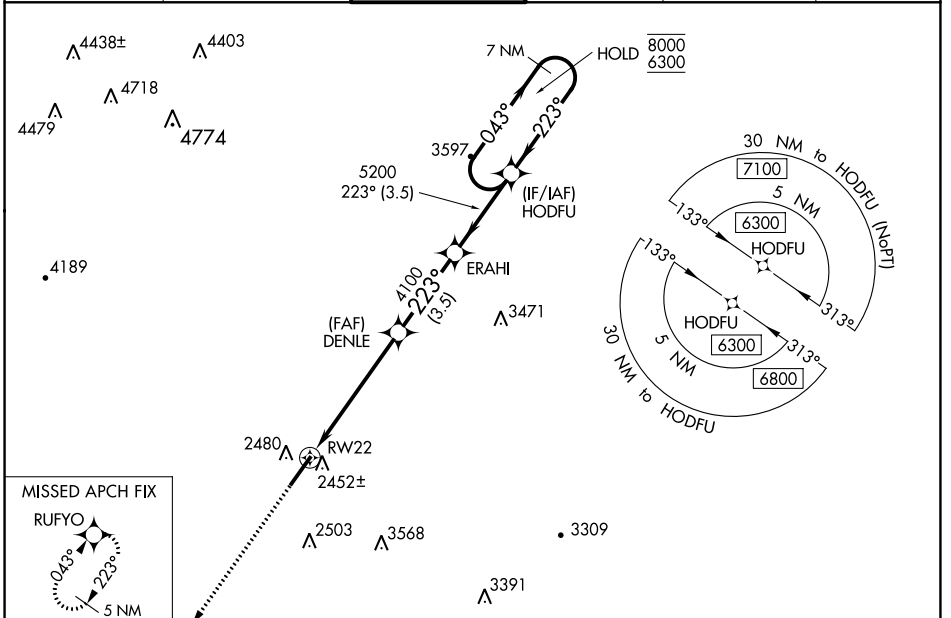 4438±
4403
4718
4479
4774
7 NM
HOLD 8000
6300
043°
223°
3597
5200
223° (3.5)
(IF/IAF)
HODFU
4189
ERAHI
4100
223°
(3.5)
(FAF)
DENLE
3471
30 NM to HODFU (NoPT)
7100
5 NM
133°
6300
HODFU
313°
133°
HODFU
6300
313°
5 NM
6800
30 NM to HODFU
2480
RW22
2452±
2503
3568
3309
3391
MISSED APCH FIX
RUFYO
043°
223°
5 NM